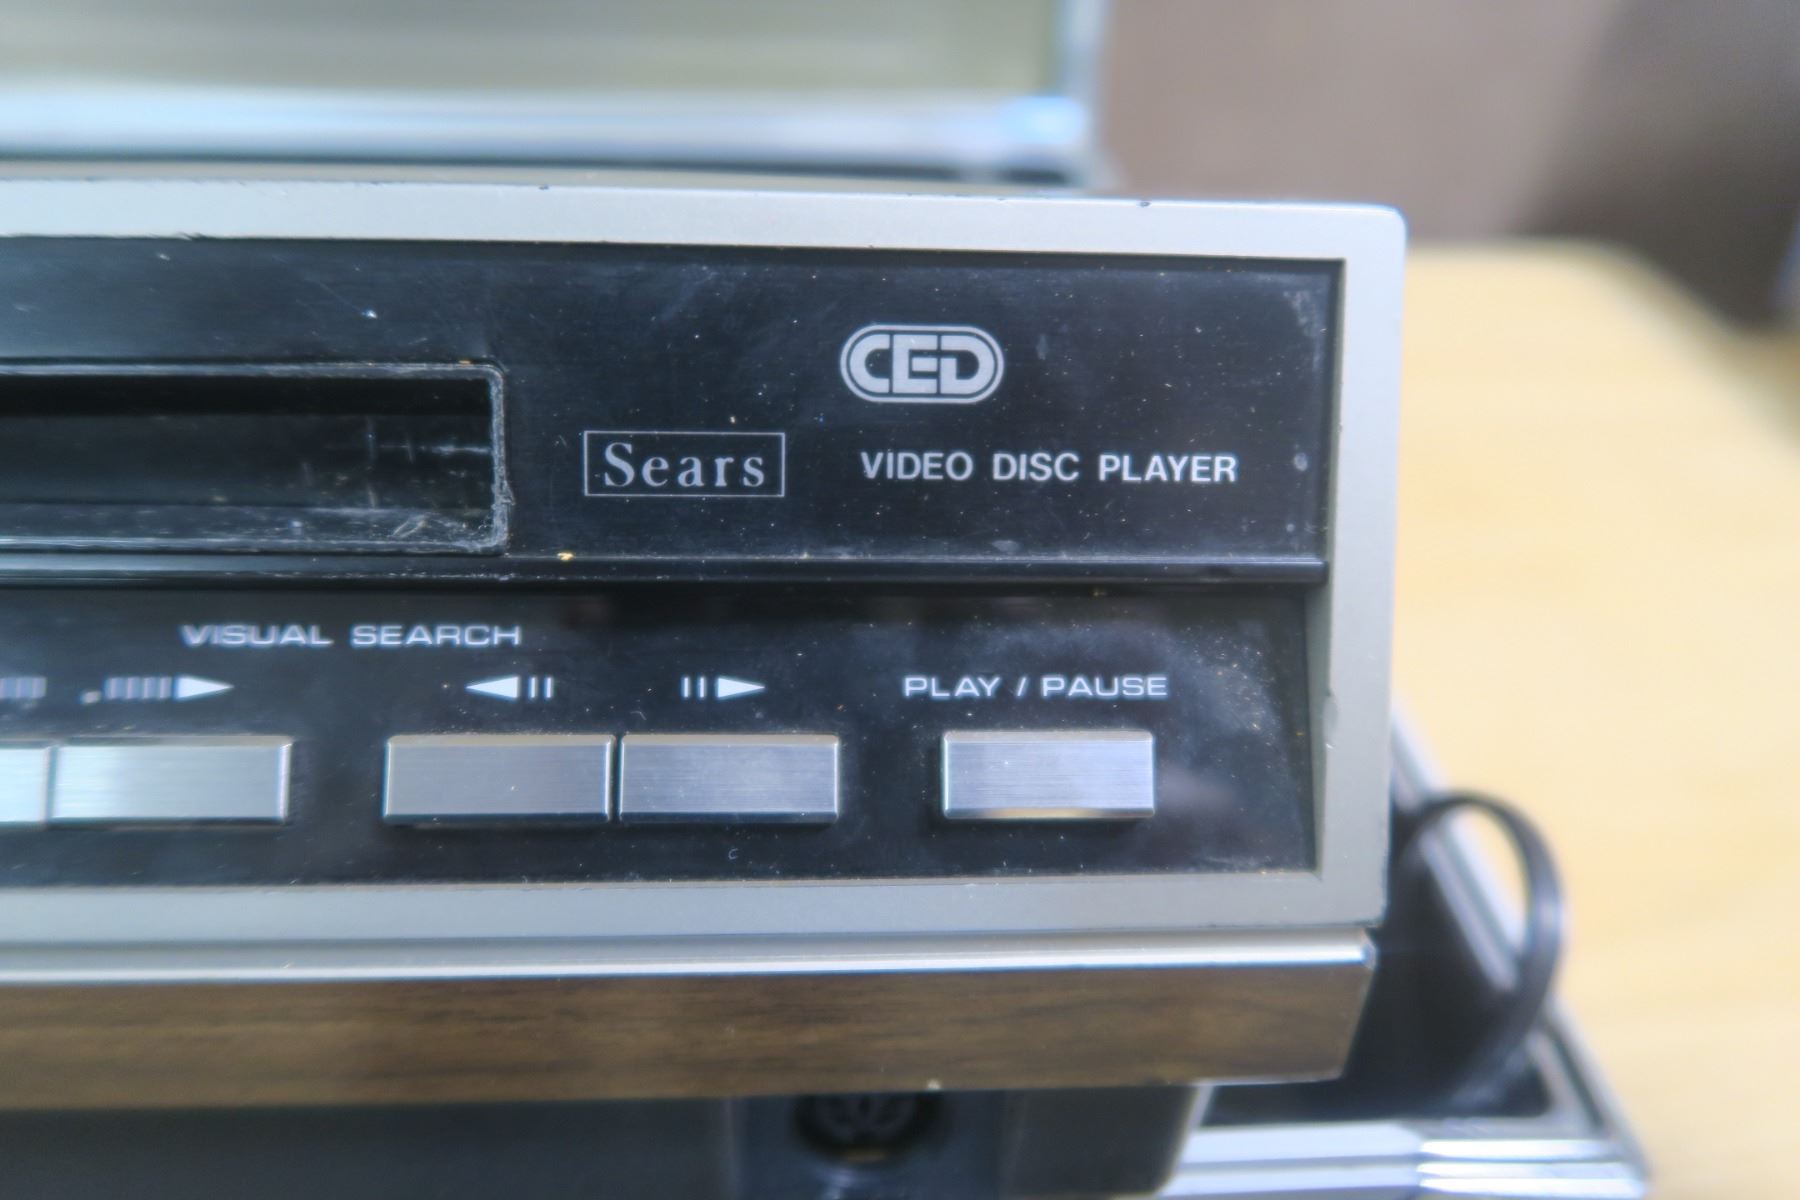 CED
Sears
VIDEO DISC PLAYER
VISUAL SEARCH
PLAY / PAUSE